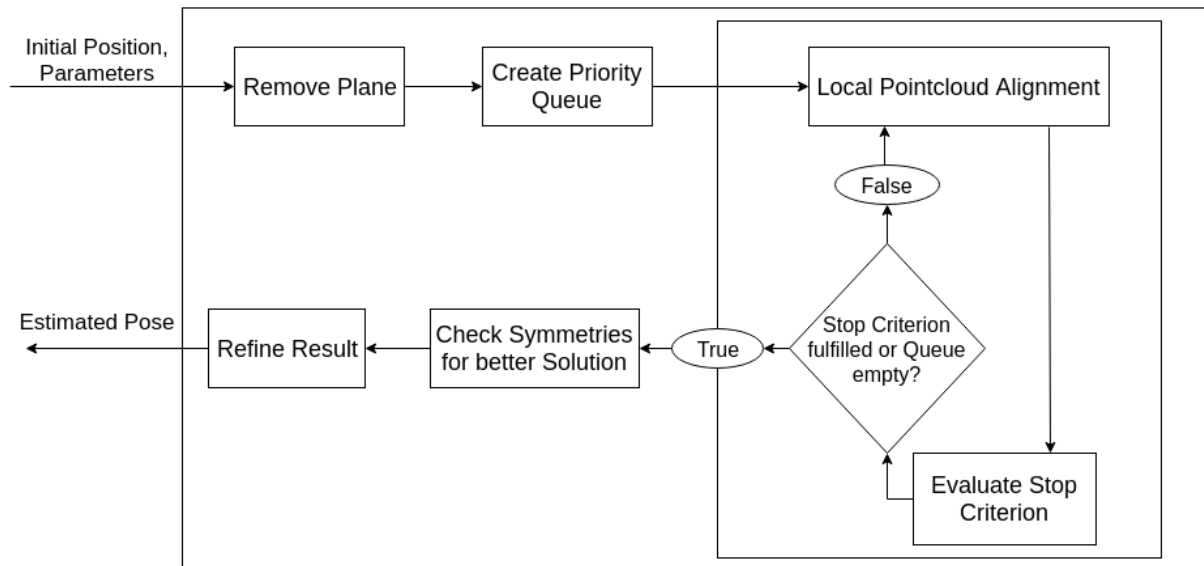 Initial Position,
Parameters
Remove Plane
Create Priority
Queue
Local Pointcloud Alignment
False
Stop Criterion
fulfilled or Queue
empty?
True
Check Symmetries
for better Solution
Refine Result
Estimated Pose
Evaluate Stop
Criterion